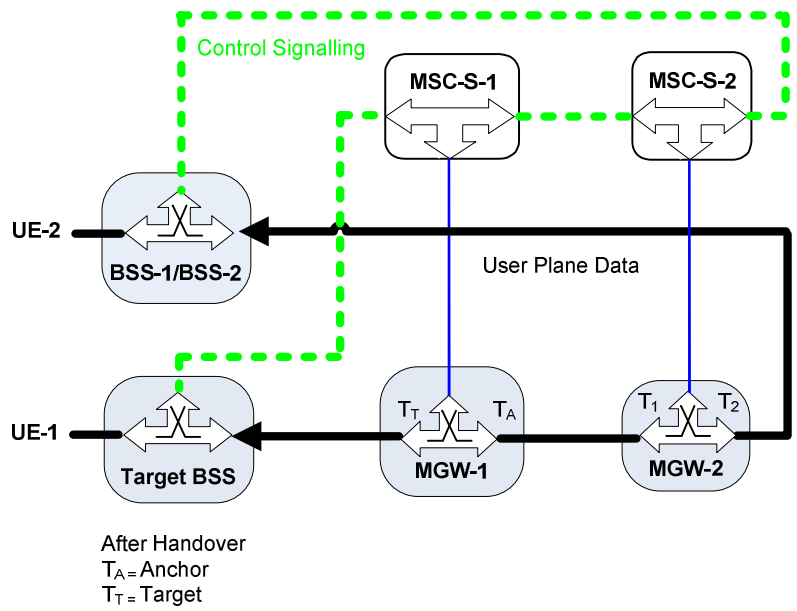 Control Signalling
MSC-S-1
MSC-S-2
UE-2
BSS-1/BSS-2
User Plane Data
UE-1
Target BSS
TT
TA
MGW-1
T1
T2
MGW-2
After Handover
TA = Anchor
TT = Target